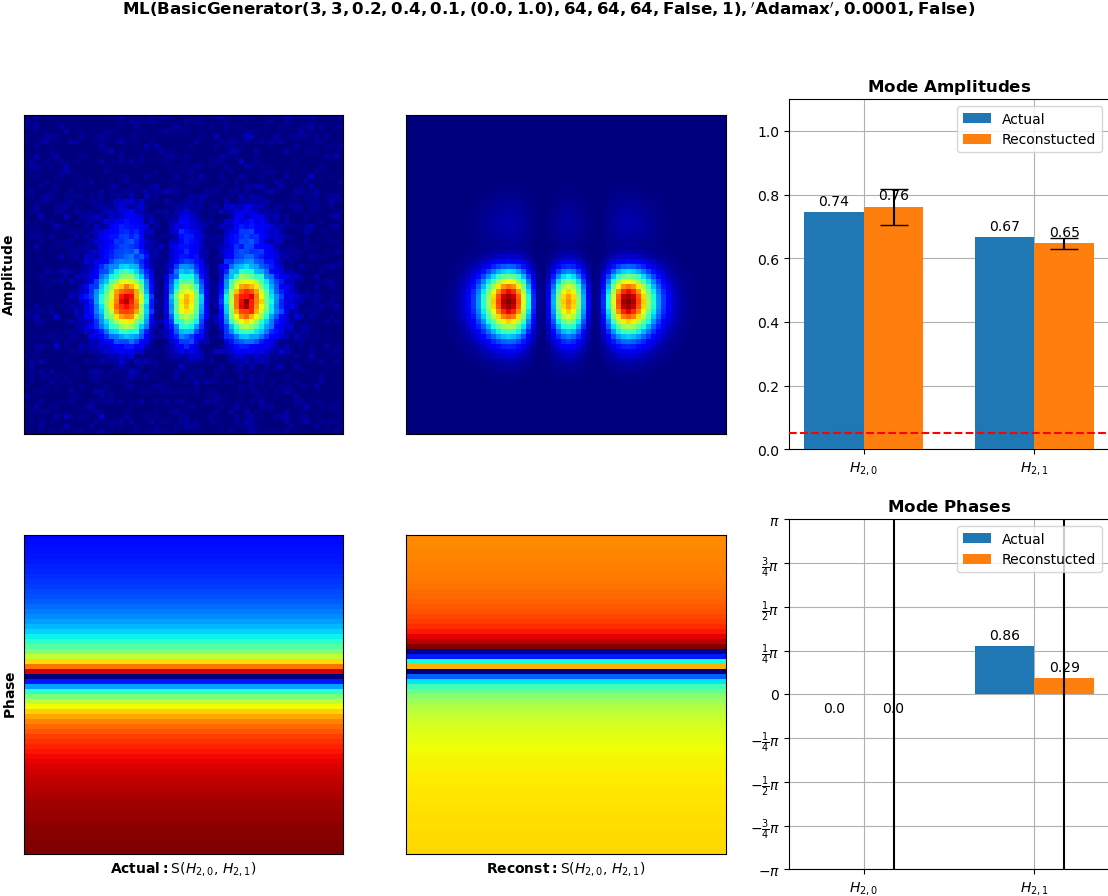 ML(BasicGenerator(3, 3, 0.2, 0.4, 0.1, (0.0, 1.0), 64, 64, 64, False, 1), 'Adamax', 0.0001, False)
Amplitude
Mode Amplitudes
Actual
Reconstucted
1.0
0.8
0.6
0.4
0.2
0.0
0.74
0.76
0.67
0.65
H2,0
H2,1
Phase
Actual: S(H2,0, H2,1)
Reconst: S(H2,0, H2,1)
Mode Phases
Actual
Reconstucted
π
3/4π
1/2π
1/4π
0
−1/4π
−1/2π
−3/4π
−π
0.0
0.0
0.86
0.29
H2,0
H2,1